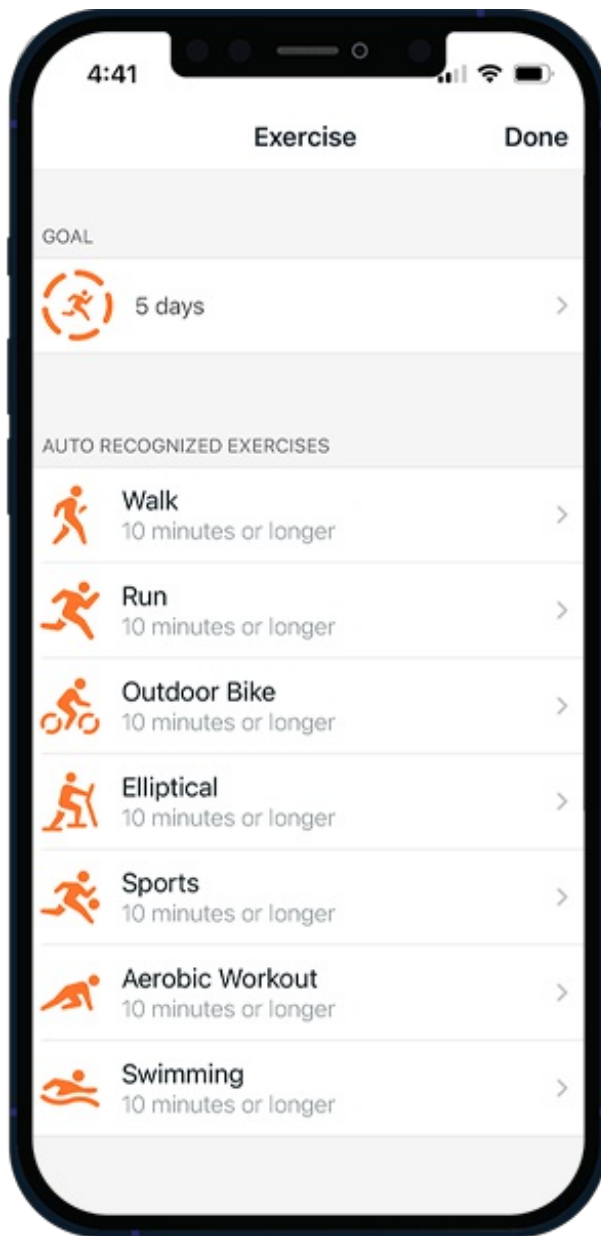 4:41
Exercise
Done
GOAL
5 days
AUTO RECOGNIZED EXERCISES
Walk
10 minutes or longer
Run
10 minutes or longer
Outdoor Bike
10 minutes or longer
Elliptical
10 minutes or longer
Sports
10 minutes or longer
Aerobic Workout
10 minutes or longer
Swimming
10 minutes or longer